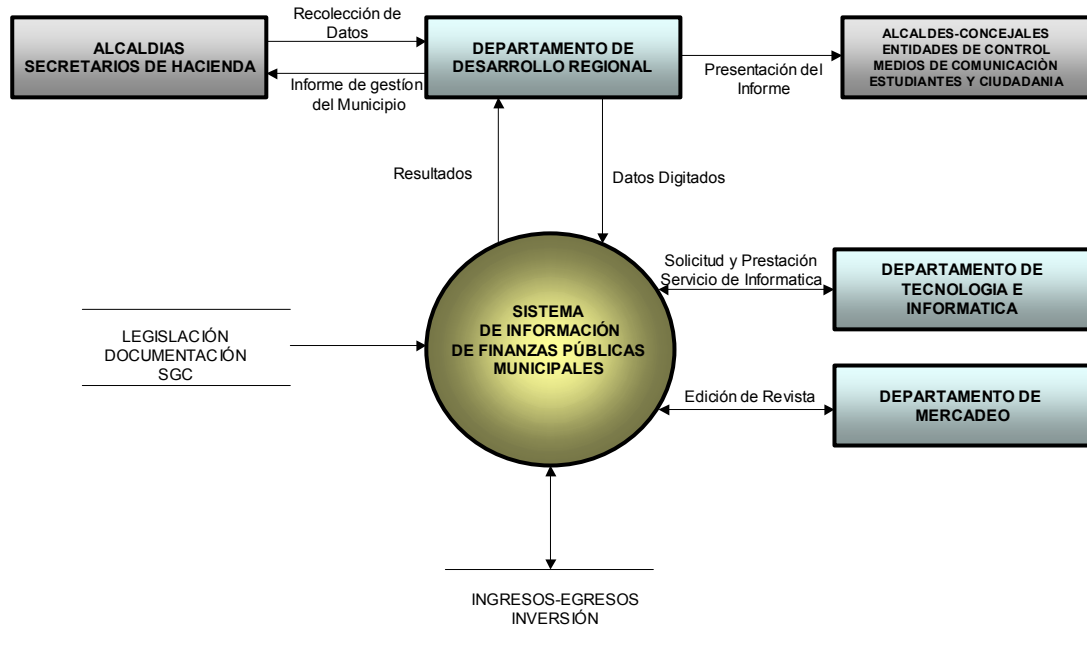 Recolección de
Datos
ALCALDIAS
SECRETARIOS DE HACIENDA
DEPARTAMENTO DE
DESARROLLO REGIONAL
ALCALDES-CONCEJALES
ENTIDADES DE CONTROL
MEDIOS DE COMUNICACIÒN
ESTUDIANTES Y CIUDADANIA
Informe de gestíon
del Municipio
Presentación del
Informe
Resultados
Datos Digitados
Solicitud y Prestación
Servicio de Informatica
DEPARTAMENTO DE
TECNOLOGIA E
INFORMATICA
SISTEMA
DE INFORMACIÓN
DE FINANZAS PÚBLICAS
MUNICIPALES
LEGISLACIÓN
DOCUMENTACIÓN
SGC
Edición de Revista
DEPARTAMENTO DE
MERCADEO
INGRESOS-EGRESOS
INVERSIÓN